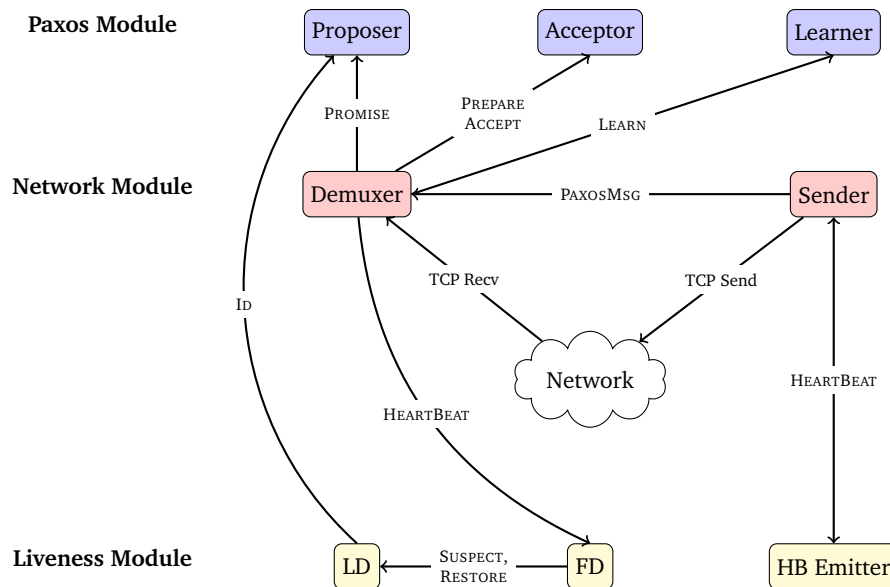 Paxos Module
Proposer
Acceptor
Learner
PROMISE
PREPARE
ACCEPT
LEARN
Network Module
Demuxer
PAXOSMSG
Sender
TCP Recv
TCP Send
ID
Network
HEARTBEAT
HEARTBEAT
Liveness Module
LD
SUSPECT,
RESTORE
FD
HB Emitter